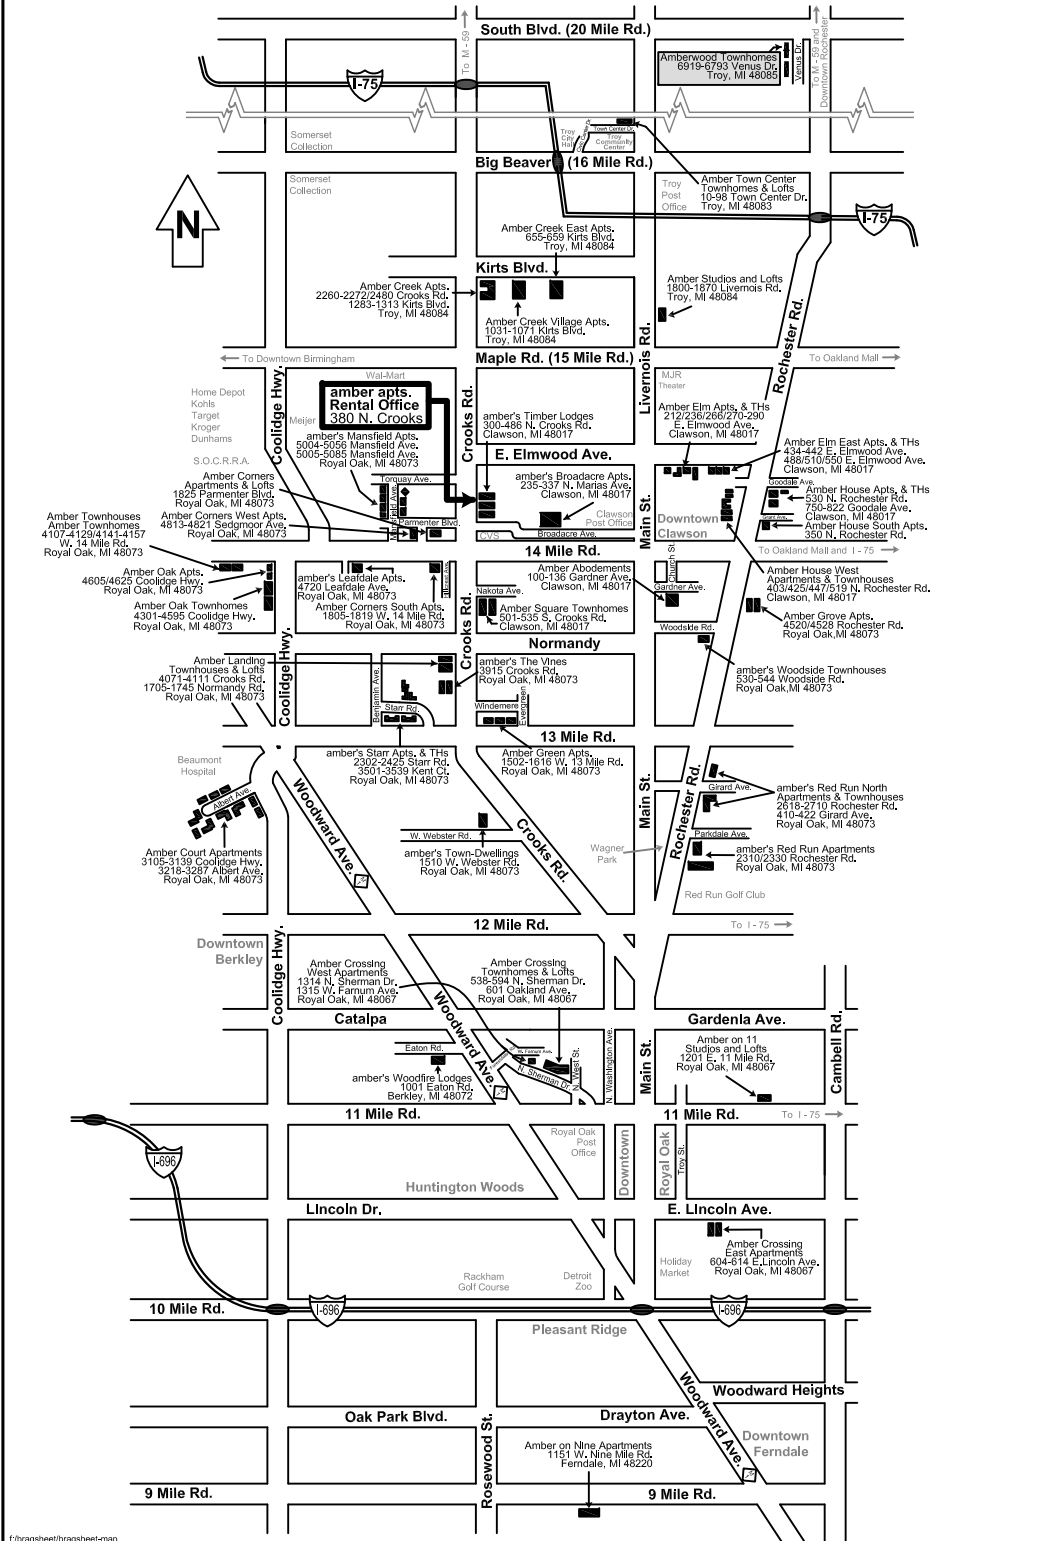 South Blvd. (20 Mile Rd.)
To M - 59
To M - 59 and
Downtown Rochester
Amberwood Townhomes
6919-6793 Venus Dr.
Troy, MI 48085
Venus Dr.
I-75
Somerset
Collection
Troy
City
Hall
Civic Center Dr.
Town Center Dr.
Troy
Community
Center
Big Beaver (16 Mile Rd.)
Somerset
Collection
Troy
Post
Office
Amber Town Center
Townhomes & Lofts
10-98 Town Center Dr.
Troy, MI 48083
N
I-75
Amber Creek East Apts.
655-659 Kirts Blvd.
Troy, MI 48084
Kirts Blvd.
Amber Creek Apts.
2260-2272/2480 Crooks Rd.
1283-1313 Kirts Blvd.
Troy, MI 48084
Amber Studios and Lofts
1800-1870 Livernois Rd.
Troy, MI 48084
Amber Creek Village Apts.
1031-1071 Kirts Blvd.
Troy, MI 48084
Livernois Rd.
Rochester Rd.
To Downtown Birmingham
Maple Rd. (15 Mile Rd.)
To Oakland Mall
Wal-Mart
MJR
Theater
Home Depot
Kohls
Target
Kroger
Dunhams
Coolidge Hwy.
Meijer
amber apts.
Rental Office
380 N. Crooks
Crooks Rd.
amber's Timber Lodges
300-486 N. Crooks Rd.
Clawson, MI 48017
Amber Elm Apts. & THs
212/236/266/270-290
E. Elmwood Ave.
Clawson, MI 48017
amber's Mansfield Apts.
5004-5056 Mansfield Ave.
5005-5085 Mansfield Ave.
Royal Oak, MI 48073
S.O.C.R.R.A.
E. Elmwood Ave.
Amber Elm East Apts. & THs
434-442 E. Elmwood Ave.
488/510/550 E. Elmwood Ave.
Clawson, MI 48017
Amber Corners
Apartments & Lofts
1825 Parmenter Blvd.
Royal Oak, MI 48073
Torquay Ave.
Mansfield Ave.
Parmenter Blvd.
amber's Broadacre Apts.
235-337 N. Marias Ave.
Clawson, MI 48017
Goodale Ave.
Amber House Apts. & THs
530 N. Rochester Rd.
750-822 Goodale Ave.
Clawson, MI 48017
Grant Ave.
Amber House South Apts.
350 N. Rochester Rd.
Amber Corners West Apts.
4813-4821 Sedgmoor Ave.
Royal Oak, MI 48073
Amber Townhouses
Amber Townhomes
4107-4129/4141-4157
W. 14 Mile Rd.
Royal Oak, MI 48073
Clawson
Post Office
CVS
Broadacre Ave.
Main St.
Downtown
Clawson
14 Mile Rd.
To Oakland Mall and I - 75
Church St.
Amber Oak Apts.
4605/4625 Coolidge Hwy.
Royal Oak, MI 48073
amber's Leafdale Apts.
4720 Leafdale Ave.
Royal Oak, MI 48073
Amber Abodements
100-136 Gardner Ave.
Clawson, MI 48017
Gardner Ave.
Amber House West
Apartments & Townhouses
403/425/447/519 N. Rochester Rd.
Clawson, MI 48017
Nakota Ave.
Amber Oak Townhomes
4301-4595 Coolidge Hwy.
Royal Oak, MI 48073
Amber Corners South Apts.
1805-1819 W. 14 Mile Rd.
Royal Oak, MI 48073
Amber Square Townhomes
501-535 S. Crooks Rd.
Clawson, MI 48017
Amber Grove Apts.
4520/4528 Rochester Rd.
Royal Oak,MI 48073
Woodside Rd.
Coolidge Hwy.
Crooks Rd.
Normandy
Amber Landing
Townhouses & Lofts
4071-4111 Crooks Rd.
1705-1745 Normandy Rd.
Royal Oak, MI 48073
amber's The Vines
3915 Crooks Rd.
Royal Oak, MI 48073
amber's Woodside Townhouses
530-544 Woodside Rd.
Royal Oak,MI 48073
Benjamin Ave.
Starr Rd.
Windemere
Evergreen
13 Mile Rd.
Beaumont
Hospital
amber's Starr Apts. & THs
2302-2425 Starr Rd.
3501-3539 Kent Ct.
Royal Oak, MI 48073
Amber Green Apts.
1502-1616 W. 13 Mile Rd.
Royal Oak, MI 48073
Albert Ave.
Woodward Ave.
Main St.
Rochester Rd.
Girard Ave.
amber's Red Run North
Apartments & Townhouses
2618-2710 Rochester Rd.
410-422 Girard Ave.
Royal Oak, MI 48073
Crooks Rd.
W. Webster Rd.
Parkdale Ave.
Amber Court Apartments
3105-3139 Coolidge Hwy.
3218-3287 Albert Ave.
Royal Oak, MI 48073
amber's Town-Dwellings
1510 W. Webster Rd.
Royal Oak, MI 48073
Wagner
Park
amber's Red Run Apartments
2310/2330 Rochester Rd.
Royal Oak, MI 48073
Red Run Golf Club
12 Mile Rd.
To I - 75
Downtown
Berkley
Coolidge Hwy.
Amber Crossing
West Apartments
1314 N. Sherman Dr.
1315 W. Farnum Ave.
Royal Oak, MI 48067
Amber Crossing
Townhomes & Lofts
538-594 N. Sherman Dr.
601 Oakland Ave.
Royal Oak, MI 48067
Woodward Ave.
Catalpa
Gardenia Ave.
Cambell Rd.
Eaton Rd.
W. Farnum Ave.
N. Sherman Dr.
N. West St.
N. Washington Ave.
Main St.
Amber on 11
Studios and Lofts
1201 E. 11 Mile Rd.
Royal Oak, MI 48067
amber's Woodfire Lodges
1001 Eaton Rd.
Berkley, MI 48072
11 Mile Rd.
11 Mile Rd.
To I - 75
I-696
Royal Oak
Post
Office
Downtown
Royal Oak
Troy St.
Huntington Woods
Lincoln Dr.
E. Lincoln Ave.
Amber Crossing
East Apartments
604-614 E.Lincoln Ave.
Royal Oak, MI 48067
Rackham
Golf Course
Detroit
Zoo
Holiday
Market
10 Mile Rd.
I-696
I-696
Pleasant Ridge
Woodward Ave.
Woodward Heights
Oak Park Blvd.
Drayton Ave.
Rosewood St.
Downtown
Ferndale
Amber on Nine Apartments
1151 W. Nine Mile Rd.
Ferndale, MI 48220
9 Mile Rd.
9 Mile Rd.
f:/bragsheet/bragsheet-map